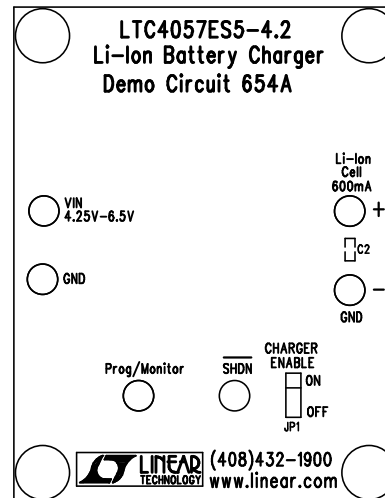 LTC4057ES5-4.2
Li-Ion Battery Charger
Demo Circuit 654A
Li-Ion
Cell
600mA
VIN
4.25V-6.5V
+
C2
GND
-
GND
Prog/Monitor
SHDN
CHARGER
ENABLE
ON
OFF
JP1
LT LINEAR
TECHNOLOGY
(408)432-1900
www.linear.com